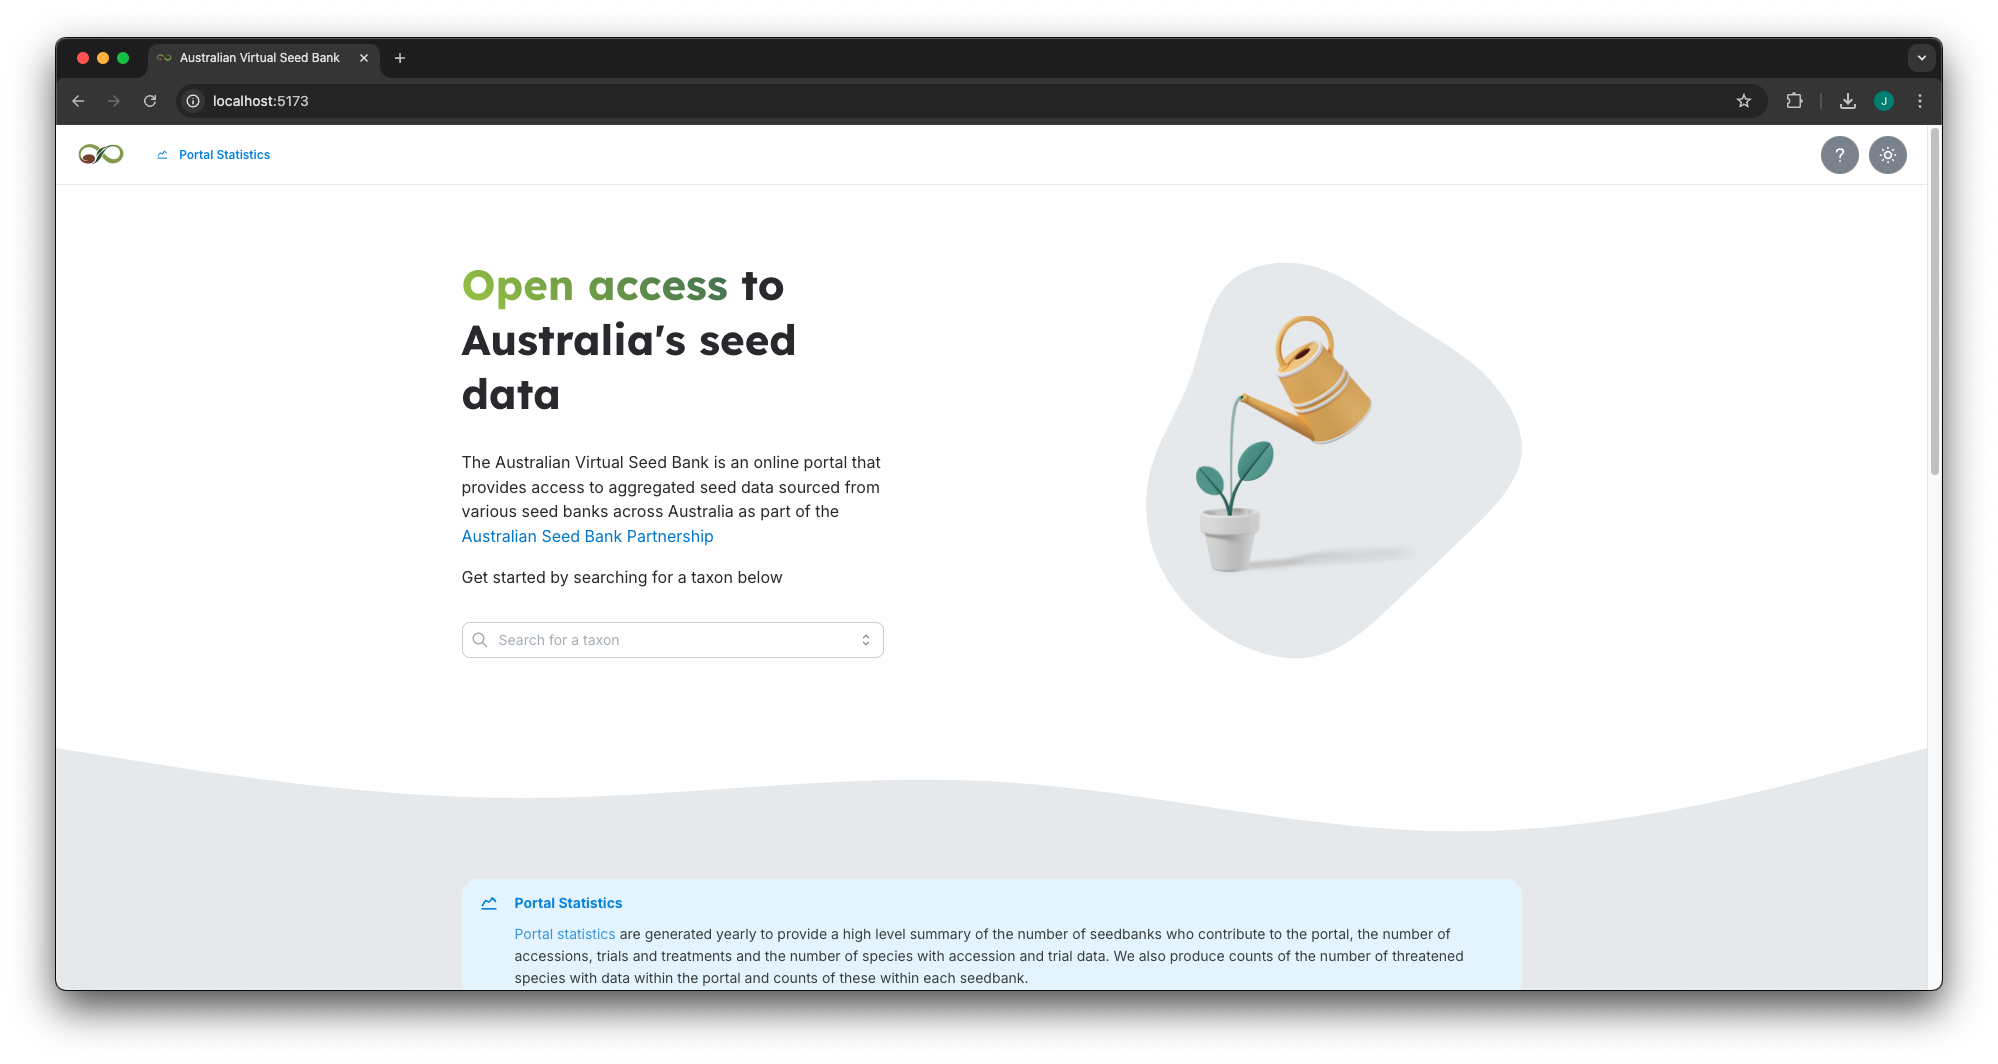 Australian Virtual Seed Bank
localhost:5173
J
Portal Statistics
?
Open access to
Australia's seed
data
The Australian Virtual Seed Bank is an online portal that
provides access to aggregated seed data sourced from
various seed banks across Australia as part of the
Australian Seed Bank Partnership
Get started by searching for a taxon below
Search for a taxon
Portal Statistics
Portal statistics are generated yearly to provide a high level summary of the number of seedbanks who contribute to the portal, the number of
accessions, trials and treatments and the number of species with accession and trial data. We also produce counts of the number of threatened
species with data within the portal and counts of these within each seedbank.